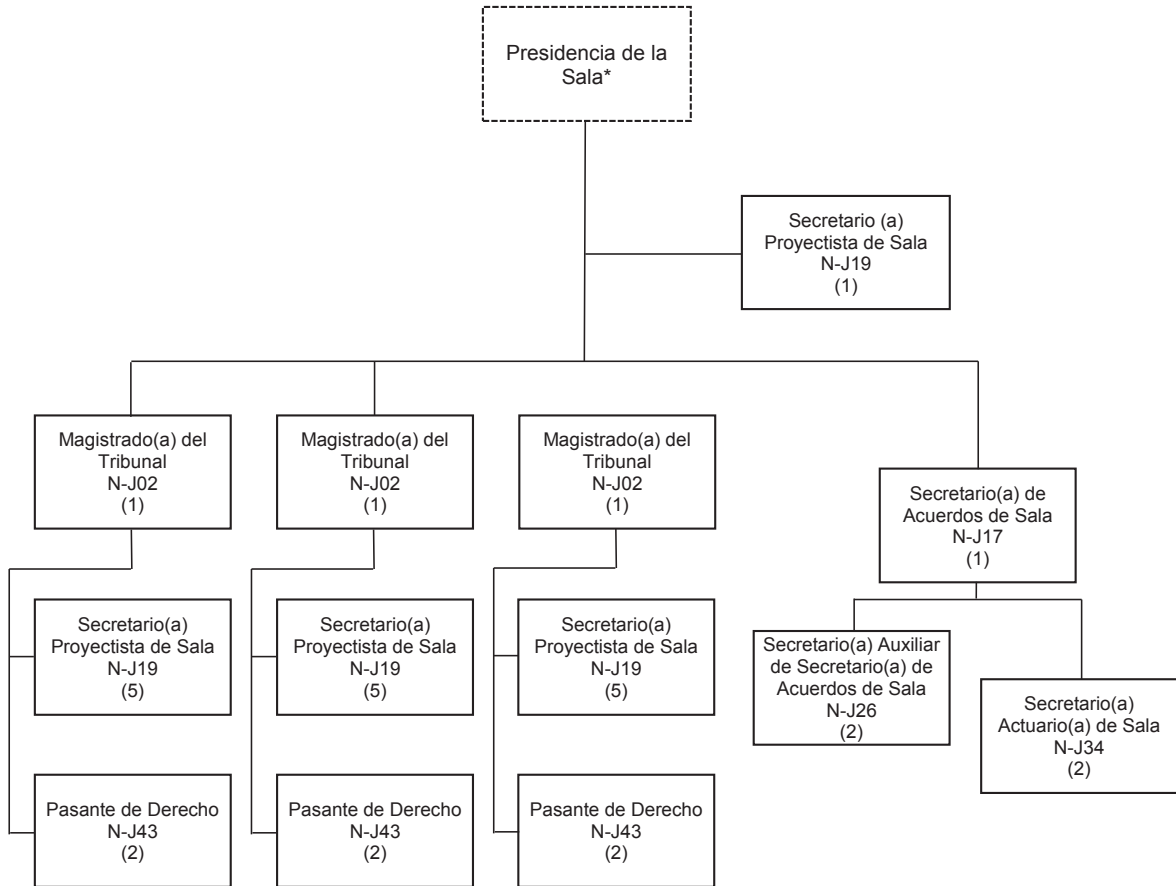 Presidencia de la
Sala*
Secretario (a)
Proyectista de Sala
N-J19
(1)
Magistrado(a) del
Tribunal
N-J02
(1)
Magistrado(a) del
Tribunal
N-J02
(1)
Magistrado(a) del
Tribunal
N-J02
(1)
Secretario(a) de
Acuerdos de Sala
N-J17
(1)
Secretario(a)
Proyectista de Sala
N-J19
(5)
Secretario(a)
Proyectista de Sala
N-J19
(5)
Secretario(a)
Proyectista de Sala
N-J19
(5)
Secretario(a) Auxiliar
de Secretario(a) de
Acuerdos de Sala
N-J26
(2)
Secretario(a)
Actuario(a) de Sala
N-J34
(2)
Pasante de Derecho
N-J43
(2)
Pasante de Derecho
N-J43
(2)
Pasante de Derecho
N-J43
(2)